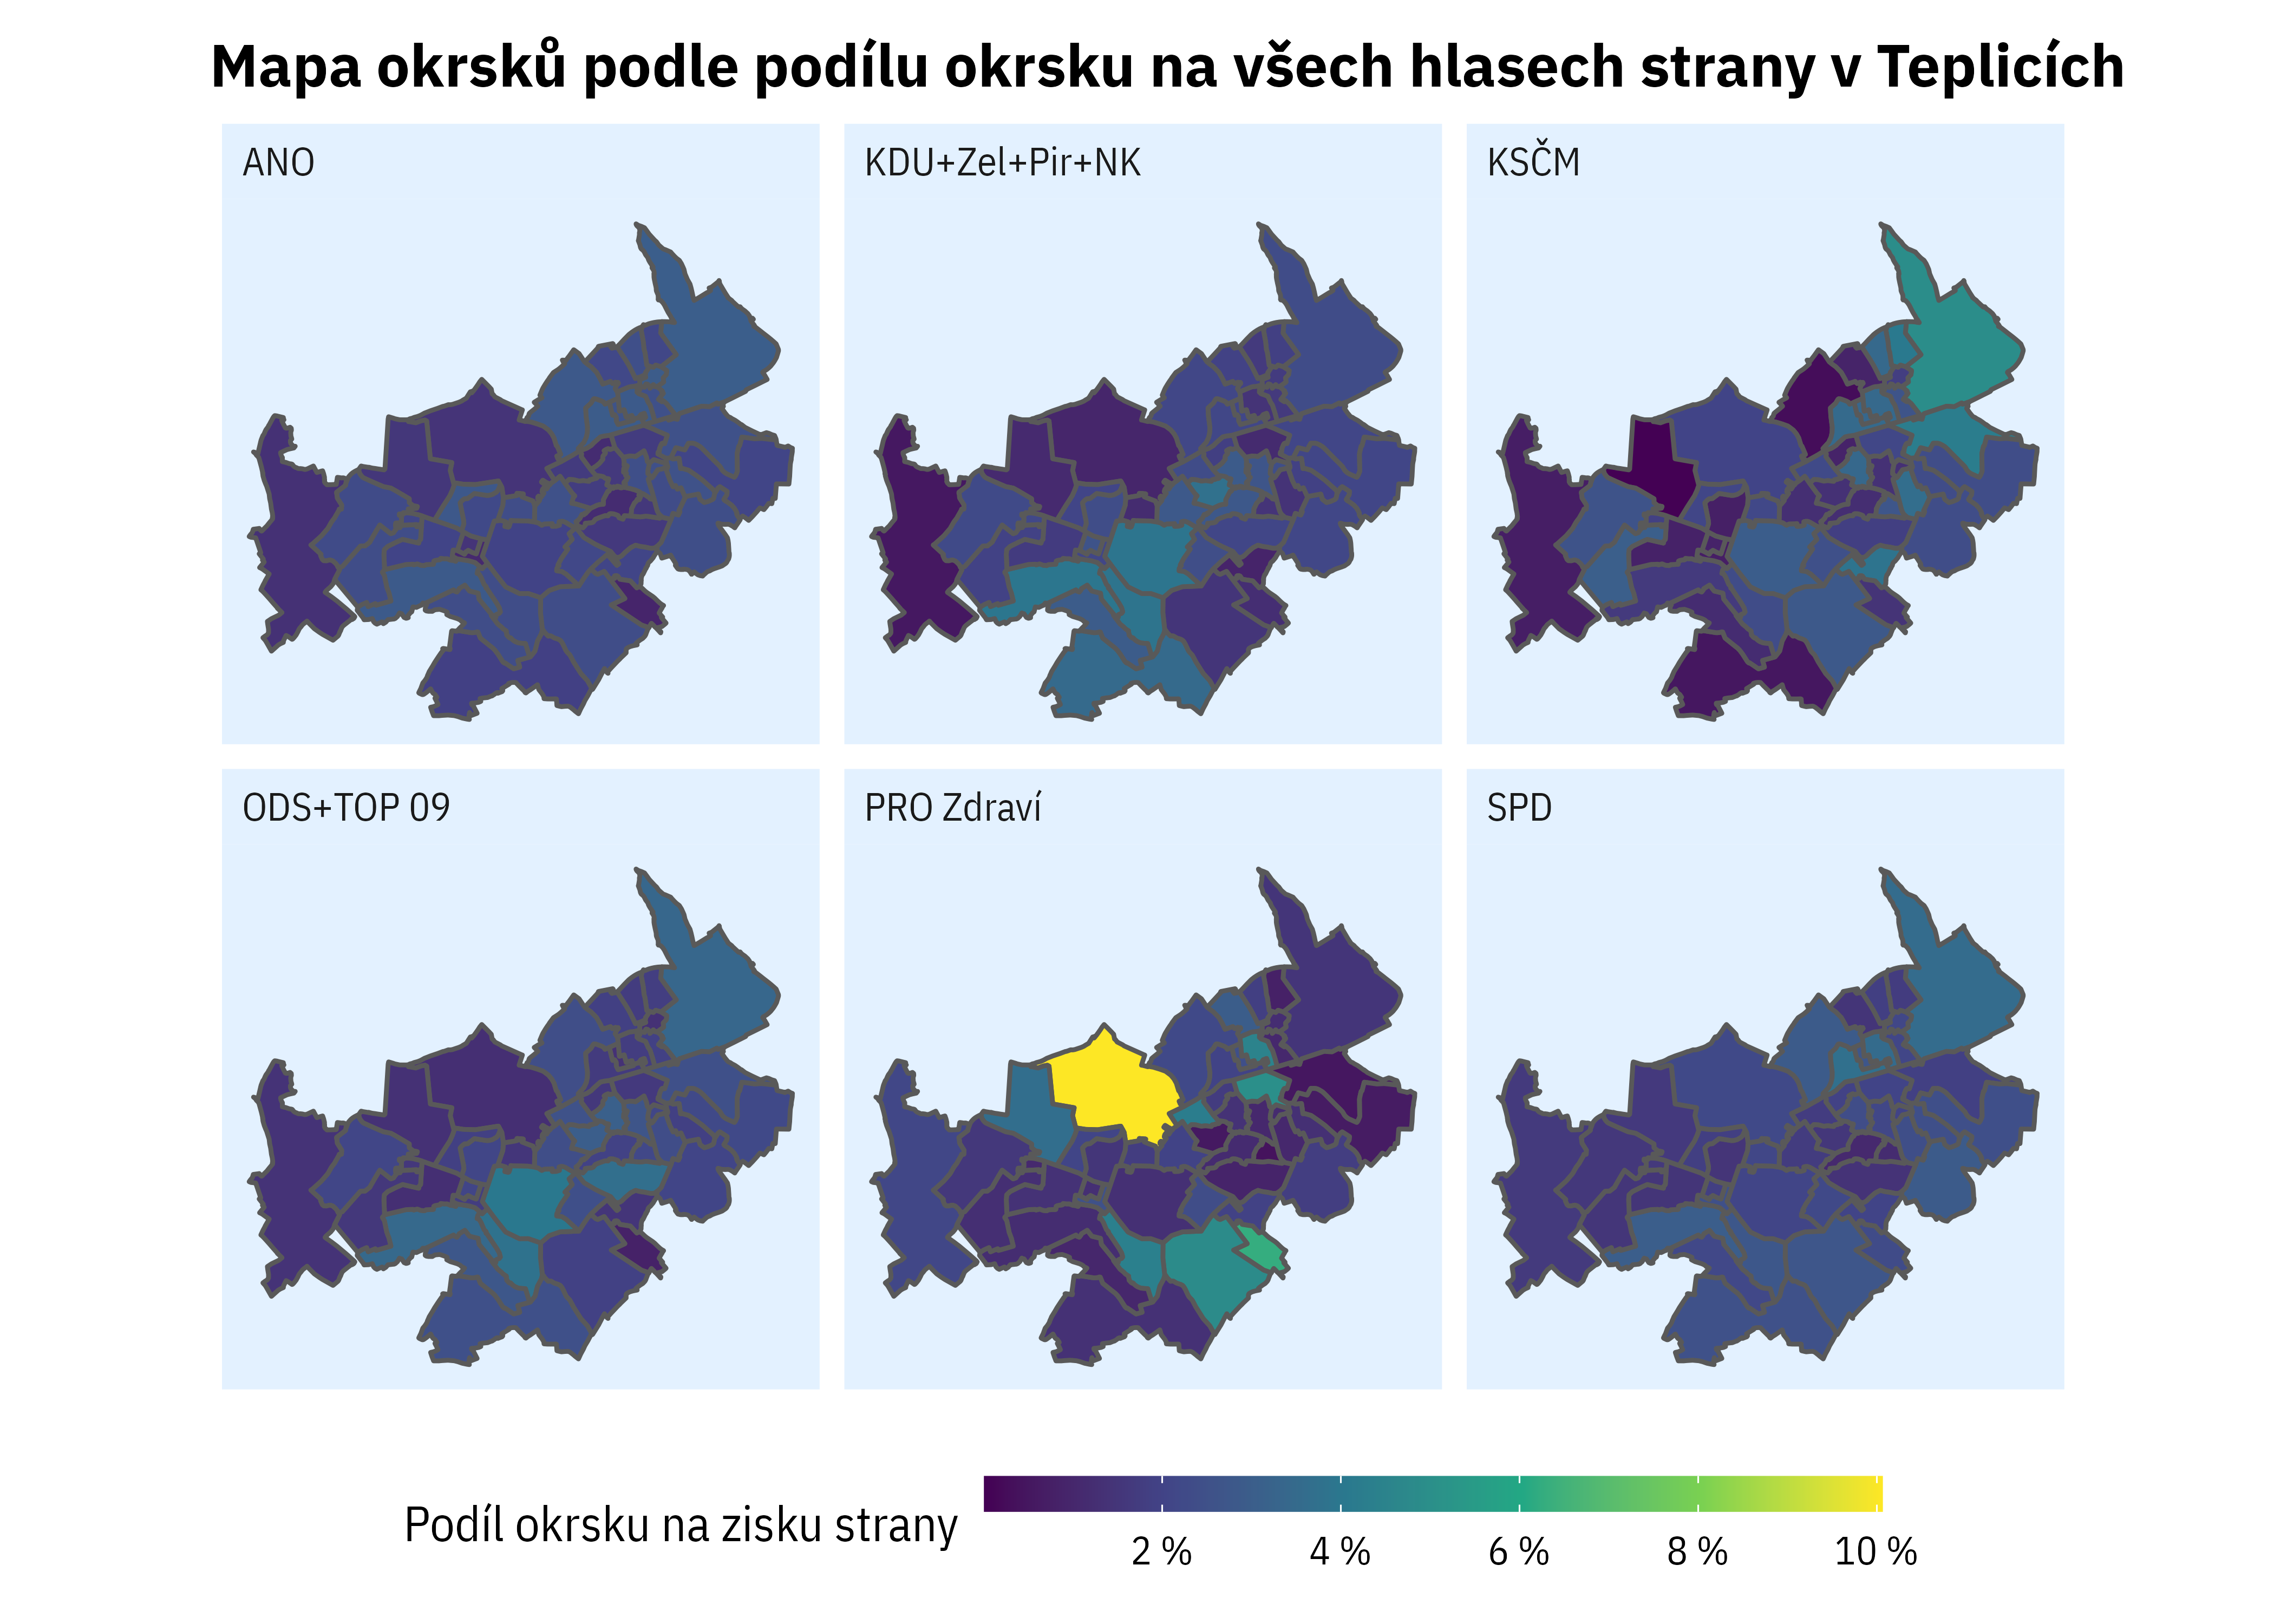 Mapa okrsků podle podílu okrsku na všech hlasech strany v Teplicích
ANO
KDU+Zel+Pir+NK
KSČM
ODS+TOP 09
PRO Zdraví
SPD
Podíl okrsku na zisku strany
2 %
4 %
6 %
8 %
10 %